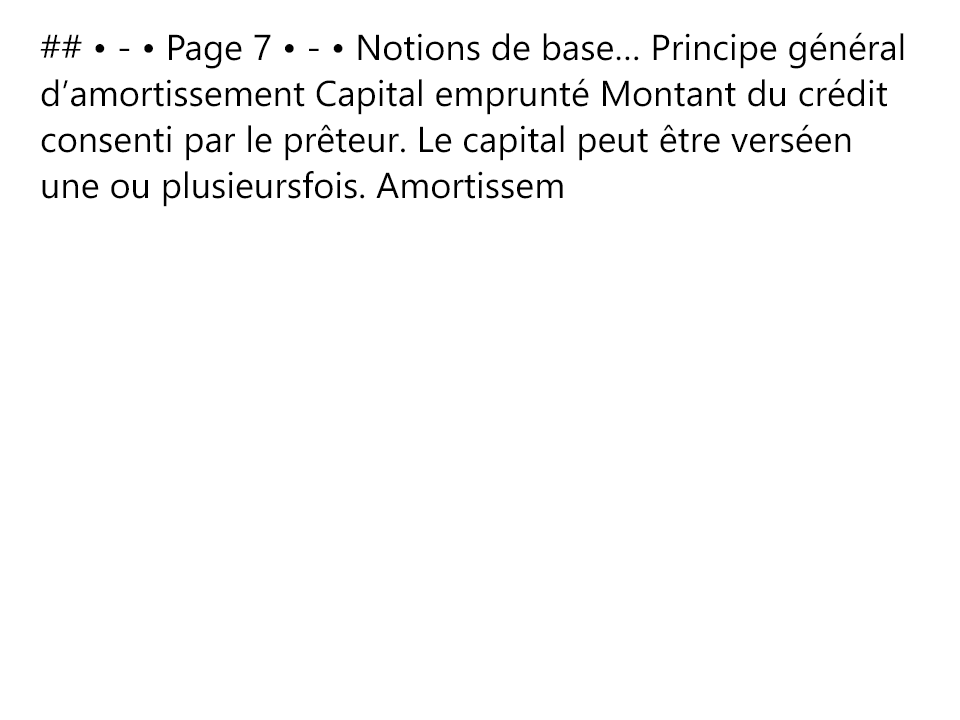 ## • - • Page 7 • - • Notions de base… Principe général
d’amortissement Capital emprunté Montant du crédit
consenti par le prêteur. Le capital peut être verséen
une ou plusieursfois. Amortissem